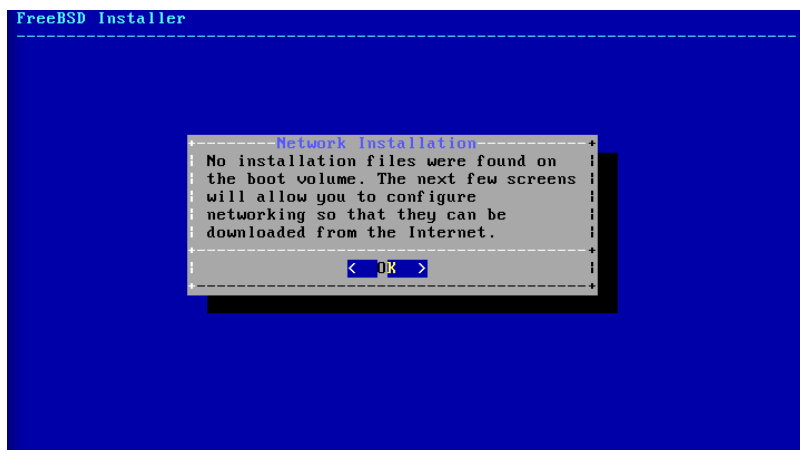 FreeBSD Installer
Network Installation
No installation files were found on
the boot volume. The next few screens
will allow you to configure
networking so that they can be
downloaded from the Internet.
< OK >